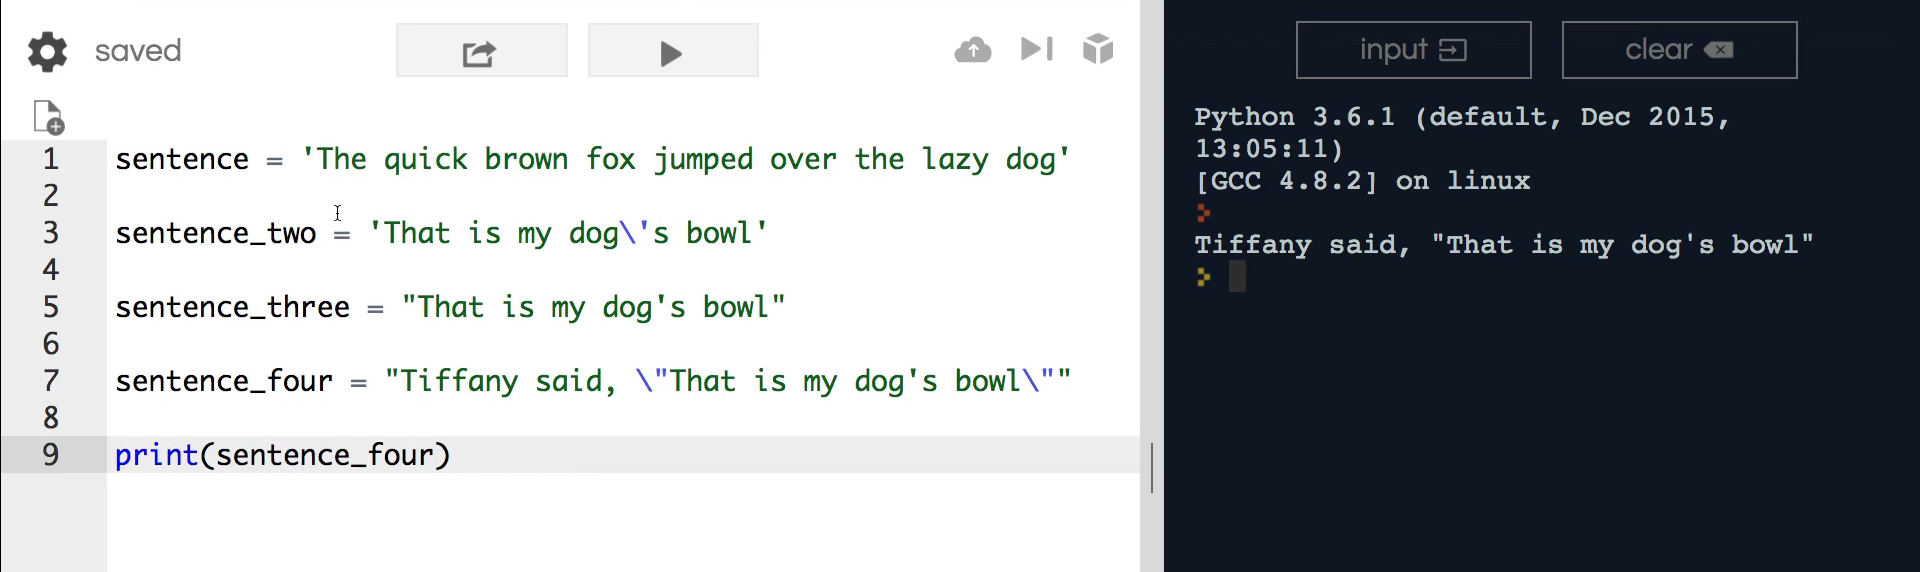 saved
input
clear
1 sentence = 'The quick brown fox jumped over the lazy dog'
2
3 sentence_two = 'That is my dog\'s bowl'
4
5 sentence_three = "That is my dog's bowl"
6
7 sentence_four = "Tiffany said, \"That is my dog's bowl\""
8
9 print(sentence_four)
Python 3.6.1 (default, Dec 2015,
13:05:11)
[GCC 4.8.2] on linux
Tiffany said, "That is my dog's bowl"